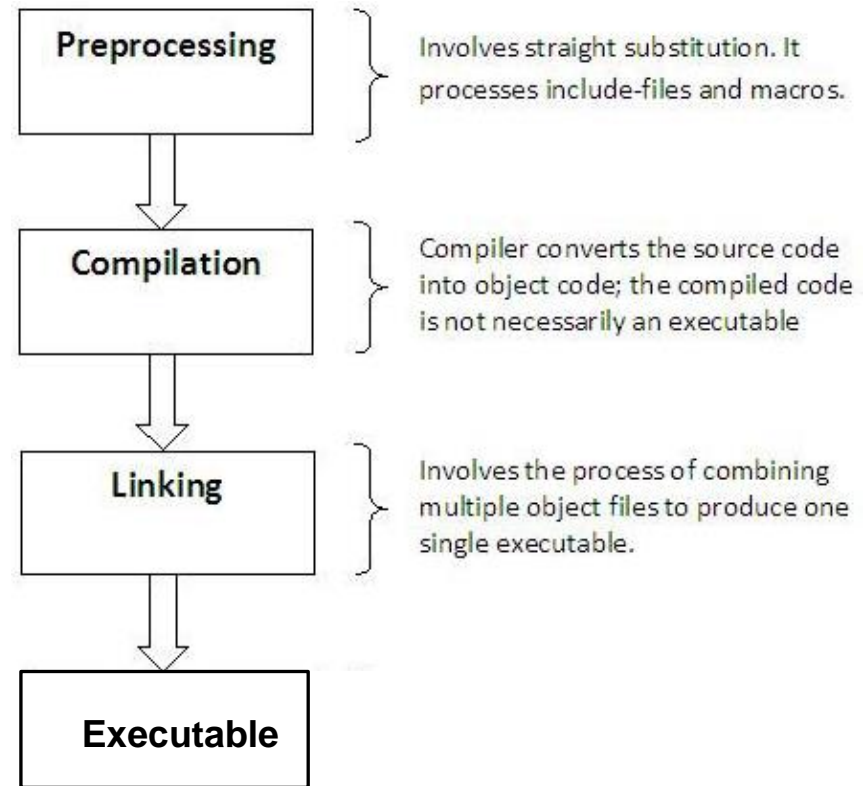 Preprocessing
Involves straight substitution. It
processes include-files and macros.
Compilation
Compiler converts the source code
into object code; the compiled code
is not necessarily an executable
Linking
Involves the process of combining
multiple object files to produce one
single executable.
Executable